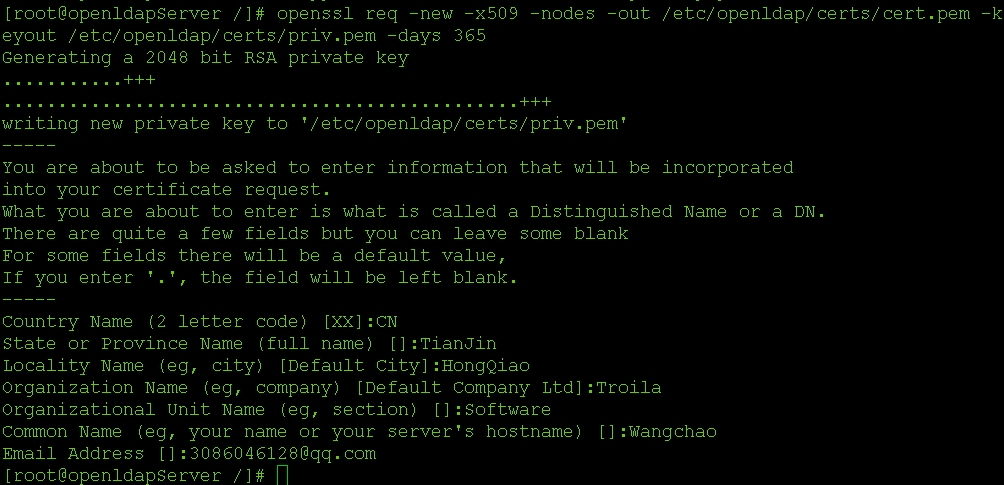 [root@openldapServer /]# openssl req -new -x509 -nodes -out /etc/openldap/certs/cert.pem -k
eyout /etc/openldap/certs/priv.pem -days 365
Generating a 2048 bit RSA private key
...........+++
...............................................+++
writing new private key to '/etc/openldap/certs/priv.pem'
-----
You are about to be asked to enter information that will be incorporated
into your certificate request.
What you are about to enter is what is called a Distinguished Name or a DN.
There are quite a few fields but you can leave some blank
For some fields there will be a default value,
If you enter '.', the field will be left blank.
-----
Country Name (2 letter code) [XX]:CN
State or Province Name (full name) []:TianJin
Locality Name (eg, city) [Default City]:HongQiao
Organization Name (eg, company) [Default Company Ltd]:Troila
Organizational Unit Name (eg, section) []:Software
Common Name (eg, your name or your server's hostname) []:Wangchao
Email Address []:3086046128@qq.com
[root@openldapServer /]#